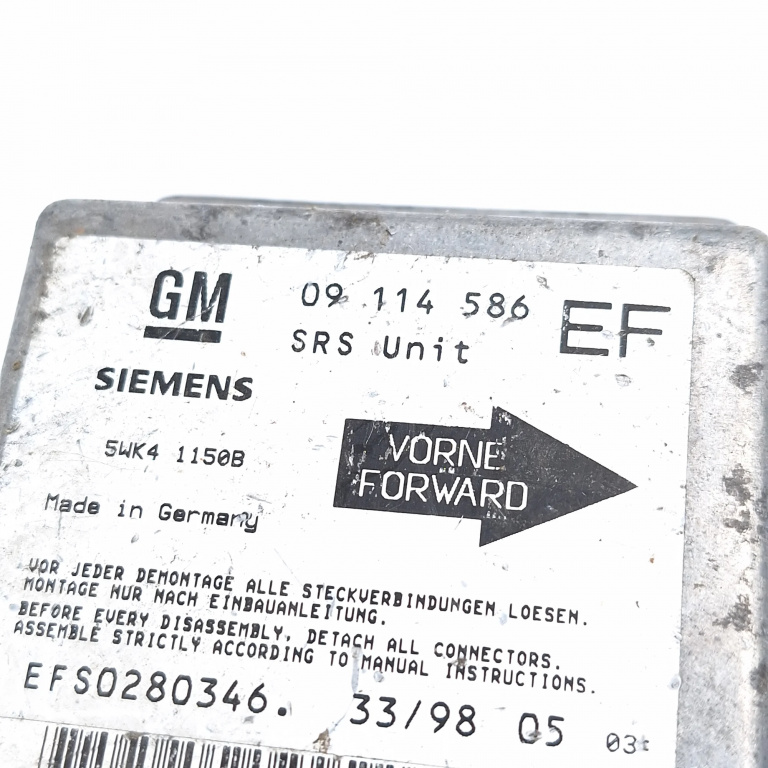 GM 09 114 586 EF
SRS Unit
SIEMENS
5WK4 1150B
VORNE
FORWARD
Made in Germany
VOR JEDER DEMONTAGE ALLE STECKVERBINDUNGEN LOESEN.
MONTAGE NUR NACH EINBAUANLEITUNG.
BEFORE EVERY DISASSEMBLY, DETACH ALL CONNECTORS.
ASSEMBLE STRICTLY ACCORDING TO MANUAL INSTRUCTIONS.
EFS0280346. 33/98 05